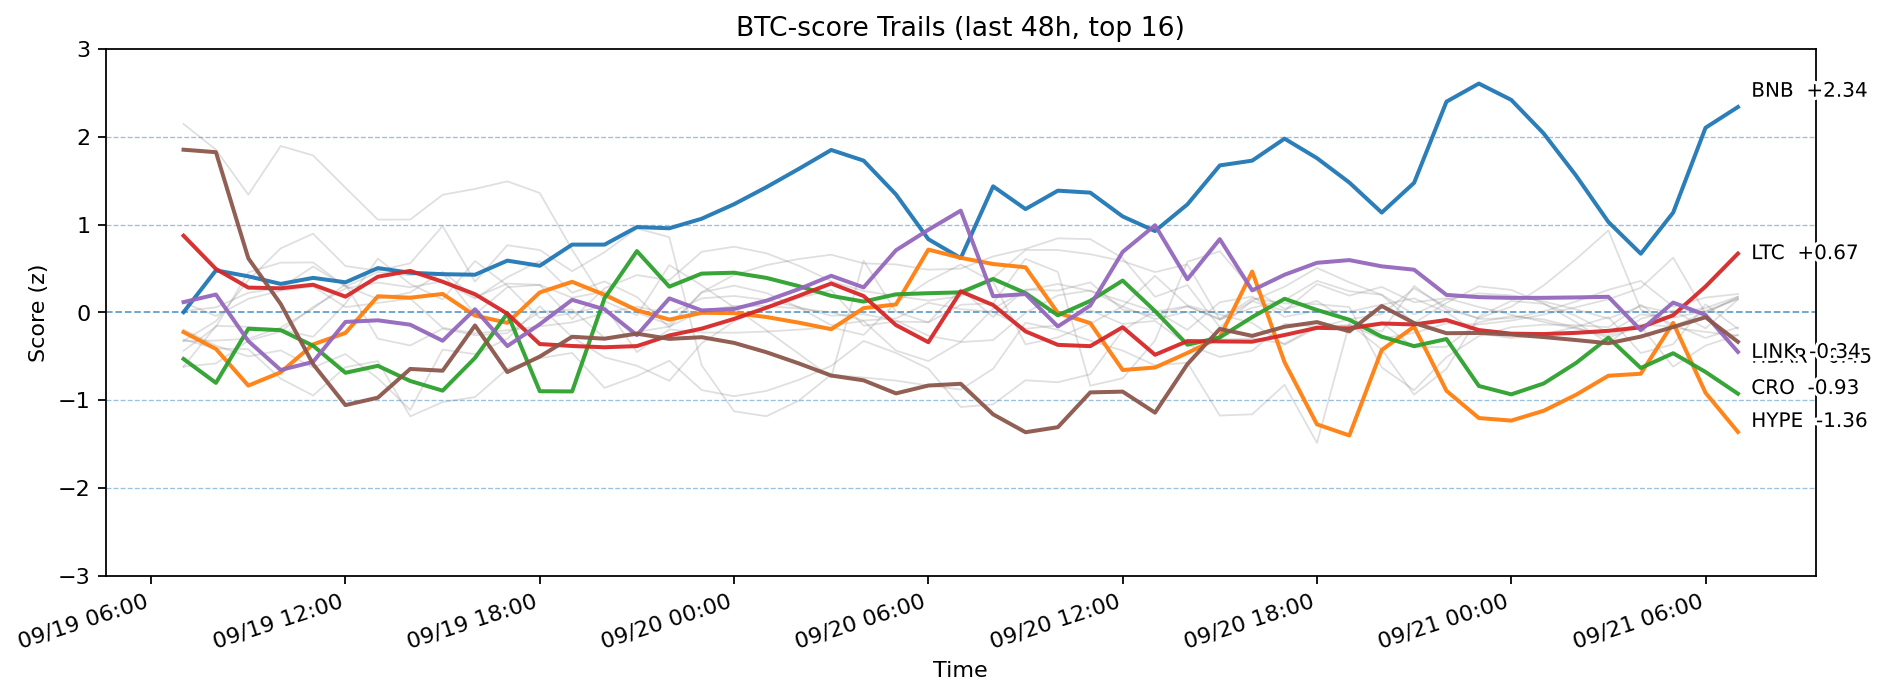 BTC-score Trails (last 48h, top 16)
3
2
1
0
−1
−2
−3
Score (z)
BNB +2.34
LTC +0.67
LINK -0.34
CRO -0.93
HYPE -1.36
09/19 06:00
09/19 12:00
09/19 18:00
09/20 00:00
09/20 06:00
09/20 12:00
09/20 18:00
09/21 00:00
09/21 06:00
Time